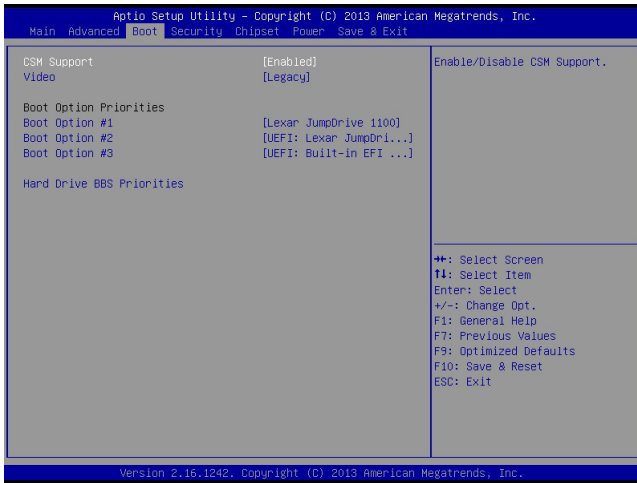 Aptio Setup Utility – Copyright (C) 2013 American Megatrends, Inc.
Main Advanced Boot Security Chipset Power Save & Exit
CSM Support [Enabled]
Video [Legacy]
Boot Option Priorities
Boot Option #1 [Lexar JumpDrive 1100]
Boot Option #2 [UEFI: Lexar JumpDri...]
Boot Option #3 [UEFI: Built-in EFI ...]
Hard Drive BBS Priorities
Enable/Disable CSM Support.
→←: Select Screen
↑↓: Select Item
Enter: Select
+/-: Change Opt.
F1: General Help
F7: Previous Values
F9: Optimized Defaults
F10: Save & Reset
ESC: Exit
Version 2.16.1242. Copyright (C) 2013 American Megatrends, Inc.